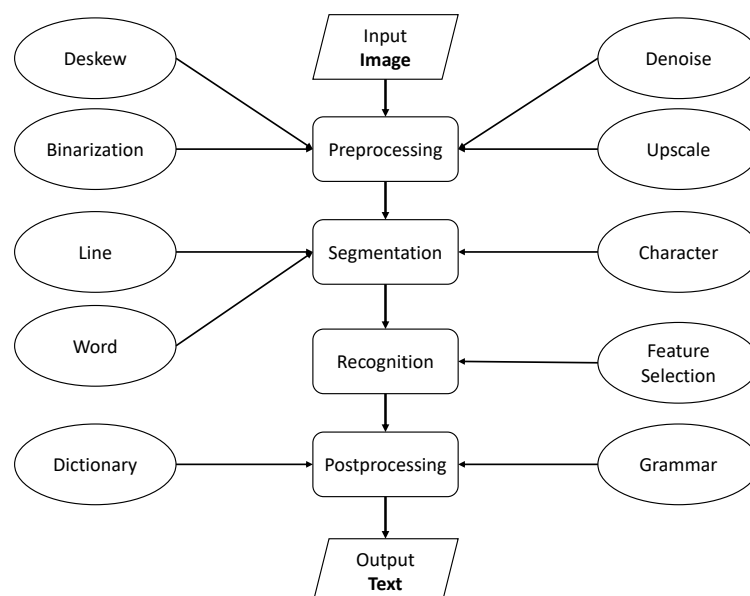 Input
Image
Deskew
Denoise
Binarization
Preprocessing
Upscale
Line
Segmentation
Character
Word
Recognition
Feature
Selection
Dictionary
Postprocessing
Grammar
Output
Text